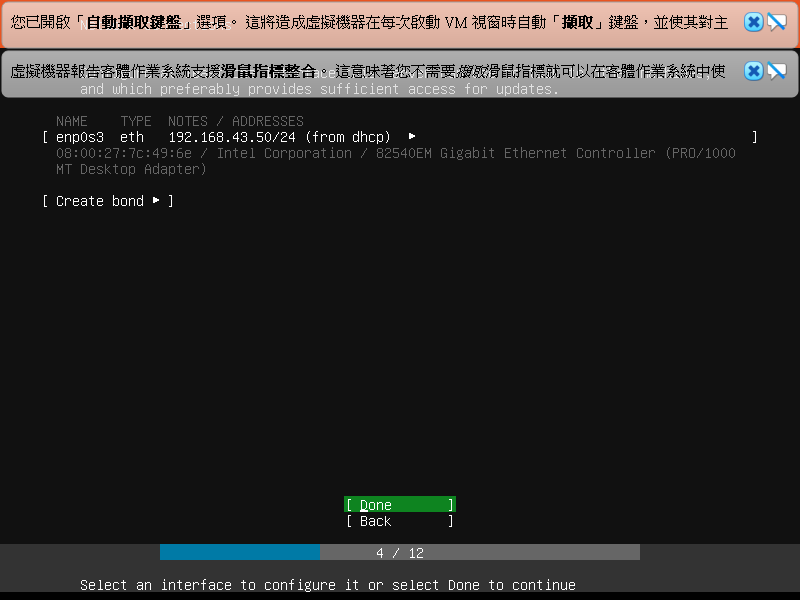 您已開啟「自動擷取鍵盤」選項。 這將造成虛擬機器在每次啟動 VM 視窗時自動「擷取」鍵盤，並使其對主
虛擬機器報告客體作業系統支援滑鼠指標整合。 這意味著您不需要擷取滑鼠指標就可以在客體作業系統中使
and which preferably provides sufficient access for updates.
NAME TYPE NOTES / ADDRESSES
[ enp0s3 eth 192.168.43.50/24 (from dhcp) ▸ ]
08:00:27:7c:49:6e / Intel Corporation / 82540EM Gigabit Ethernet Controller (PRO/1000
MT Desktop Adapter)
[ Create bond ▸ ]
[ Done ]
[ Back ]
4 / 12
Select an interface to configure it or select Done to continue